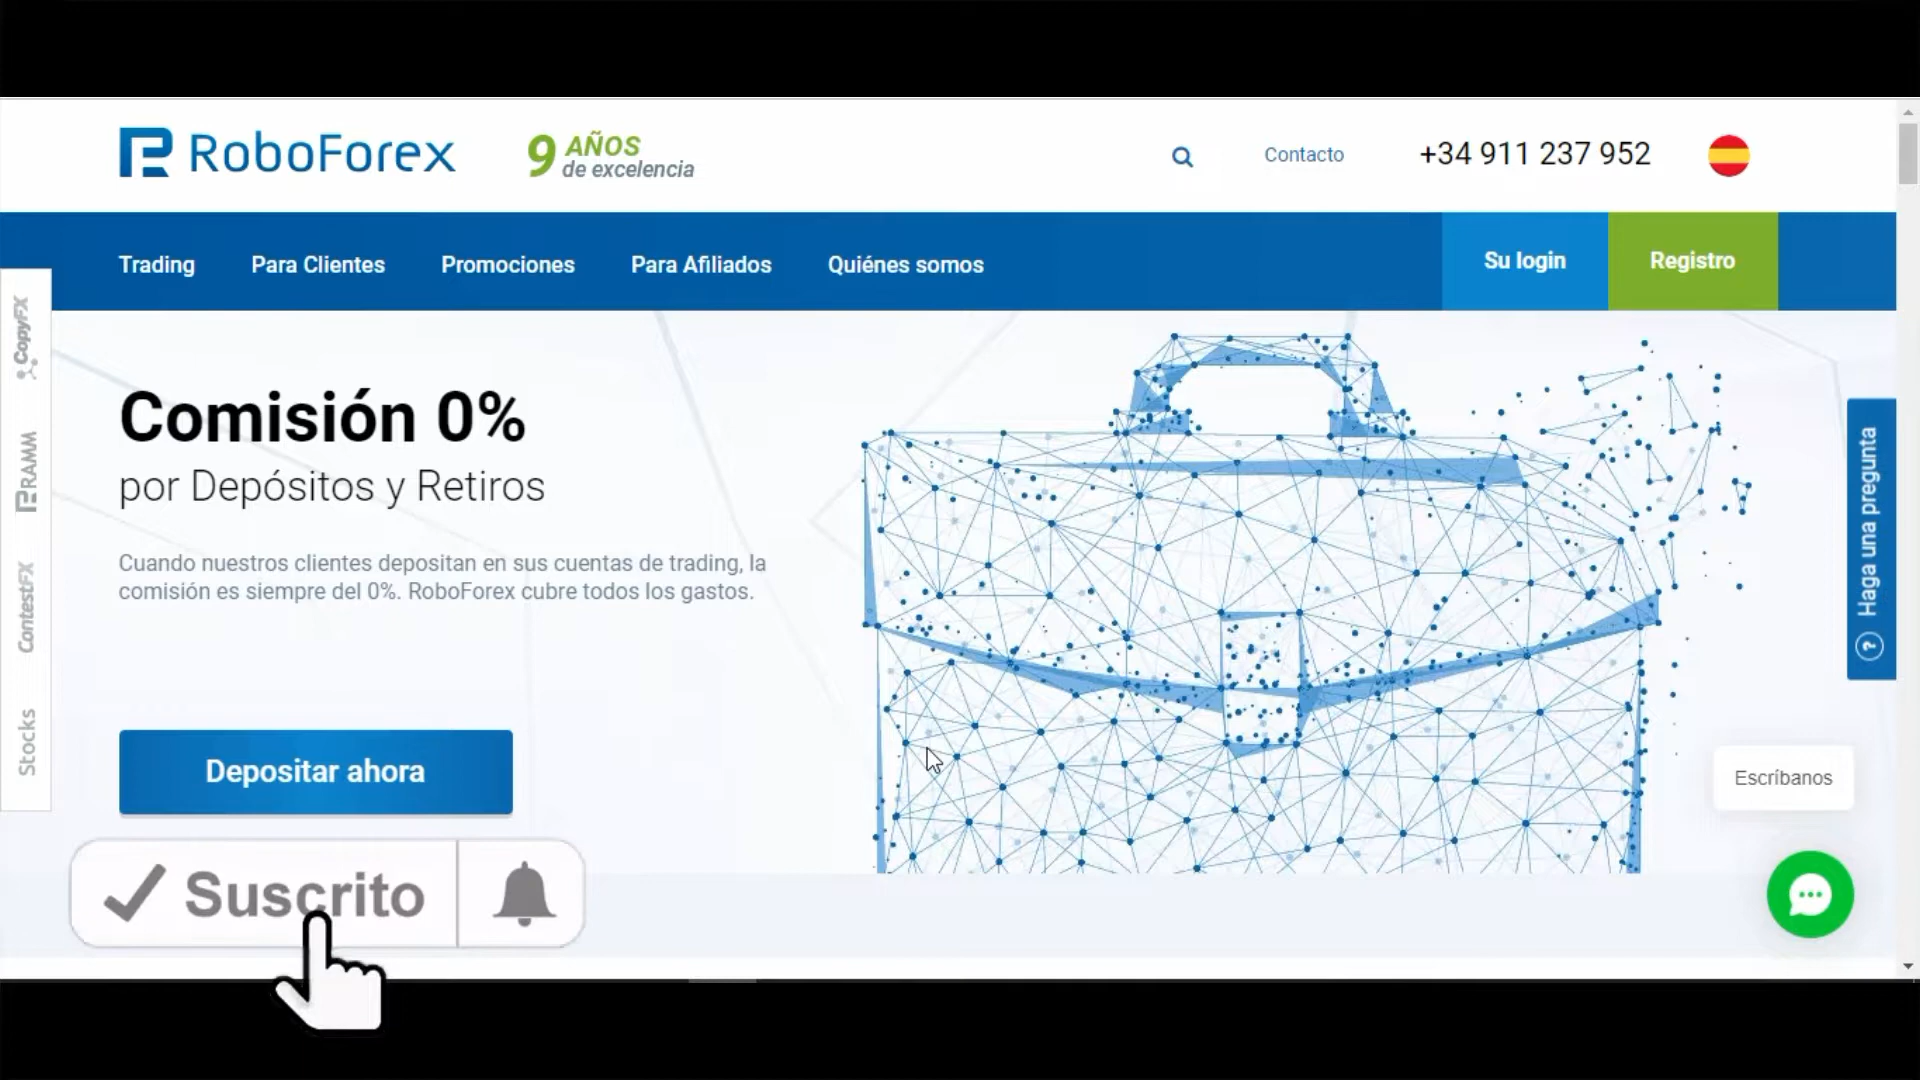 RoboForex
9 AÑOS
de excelencia
Contacto
+34 911 237 952
Trading
Para Clientes
Promociones
Para Afiliados
Quiénes somos
Su login
Registro
CopyFX
RAMM
ContestFX
Stocks
Comisión 0%
por Depósitos y Retiros
Cuando nuestros clientes depositan en sus cuentas de trading, la
comisión es siempre del 0%. RoboForex cubre todos los gastos.
Depositar ahora
Haga una pregunta
?
Escríbanos
Suscrito